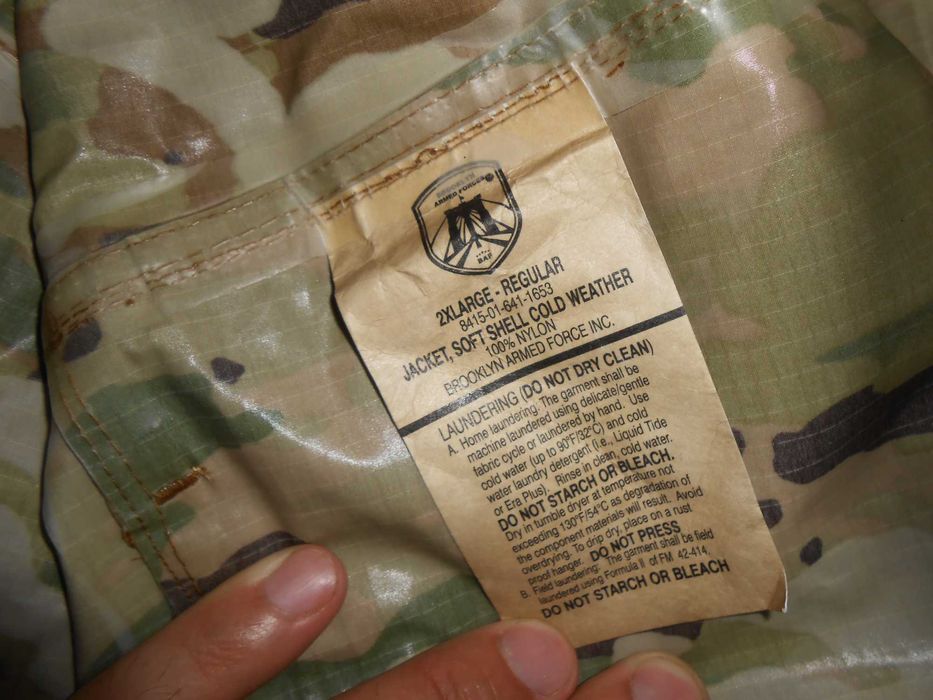 BROOKLYN
ARMED FORCES
BAF
2XLARGE - REGULAR
8415-01-641-1653
JACKET, SOFT SHELL COLD WEATHER
100% NYLON
BROOKLYN ARMED FORCE INC.
LAUNDERING (DO NOT DRY CLEAN)
A. Home laundering. The garment shall be
machine laundered using delicate/gentle
fabric cycle or laundered by hand. Use
cold water (up to 90°F/32°C) and cold
water laundry detergent (i.e., Liquid Tide
or Era Plus). Rinse in clean, cold water.
DO NOT STARCH OR BLEACH.
Dry in tumble dryer at temperature not
exceeding 130°F/54°C as degradation of
the component materials will result. Avoid
overdrying. To drip dry, place on a rust
proof hanger. DO NOT PRESS
B. Field laundering: The garment shall be field
laundered using Formula II of FM 42-414.
DO NOT STARCH OR BLEACH